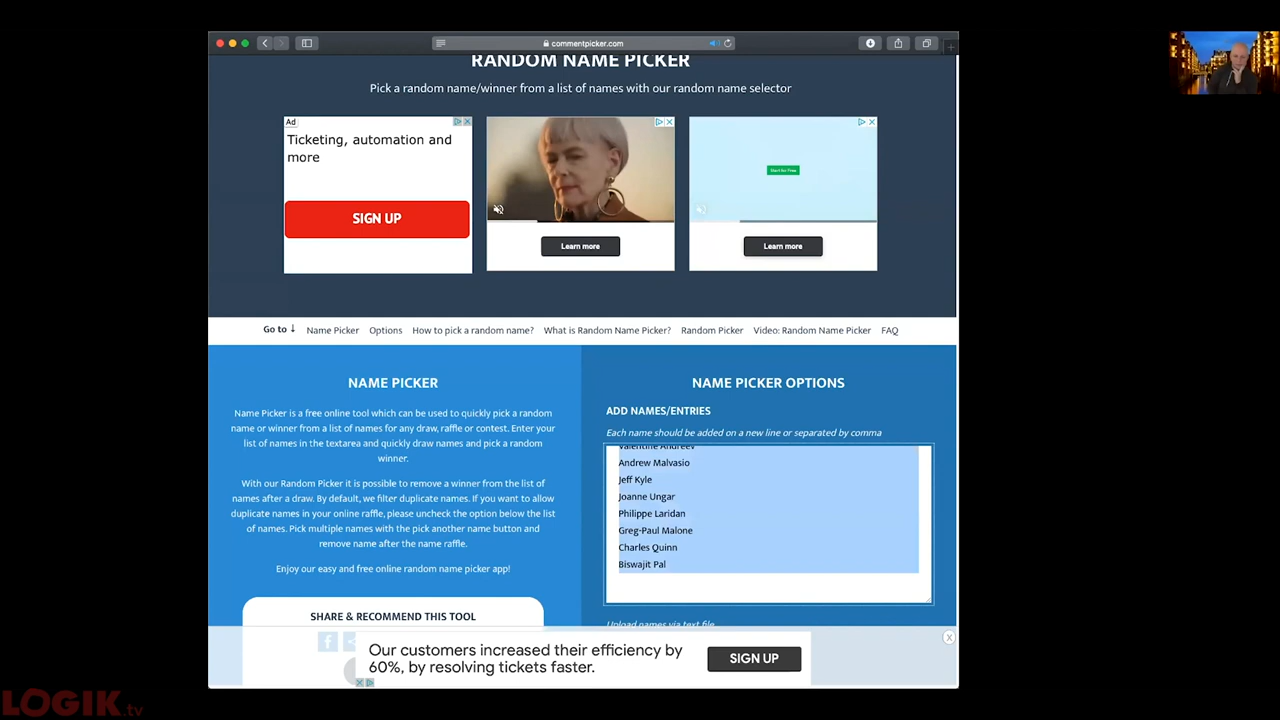 commentpicker.com
RANDOM NAME PICKER
Pick a random name/winner from a list of names with our random name selector
Ad
Ticketing, automation and
more
SIGN UP
Learn more
Start for Free
Learn more
Go to ↓ Name Picker Options How to pick a random name? What is Random Name Picker? Random Picker Video: Random Name Picker FAQ
NAME PICKER
Name Picker is a free online tool which can be used to quickly pick a random
name or winner from a list of names for any draw, raffle or contest. Enter your
list of names in the textarea and quickly draw names and pick a random
winner.
With our Random Picker it is possible to remove a winner from the list of
names after a draw. By default, we filter duplicate names. If you want to allow
duplicate names in your online raffle, please uncheck the option below the list
of names. Pick multiple names with the pick another name button and
remove name after the name raffle.
Enjoy our easy and free online random name picker app!
SHARE & RECOMMEND THIS TOOL
NAME PICKER OPTIONS
ADD NAMES/ENTRIES
Each name should be added on a new line or separated by comma
Valentine Andreev
Andrew Malvasio
Jeff Kyle
Joanne Ungar
Philippe Laridan
Greg-Paul Malone
Charles Quinn
Biswajit Pal
Upload names via text file
Our customers increased their efficiency by
60%, by resolving tickets faster.
SIGN UP
X
LOGIK.tv